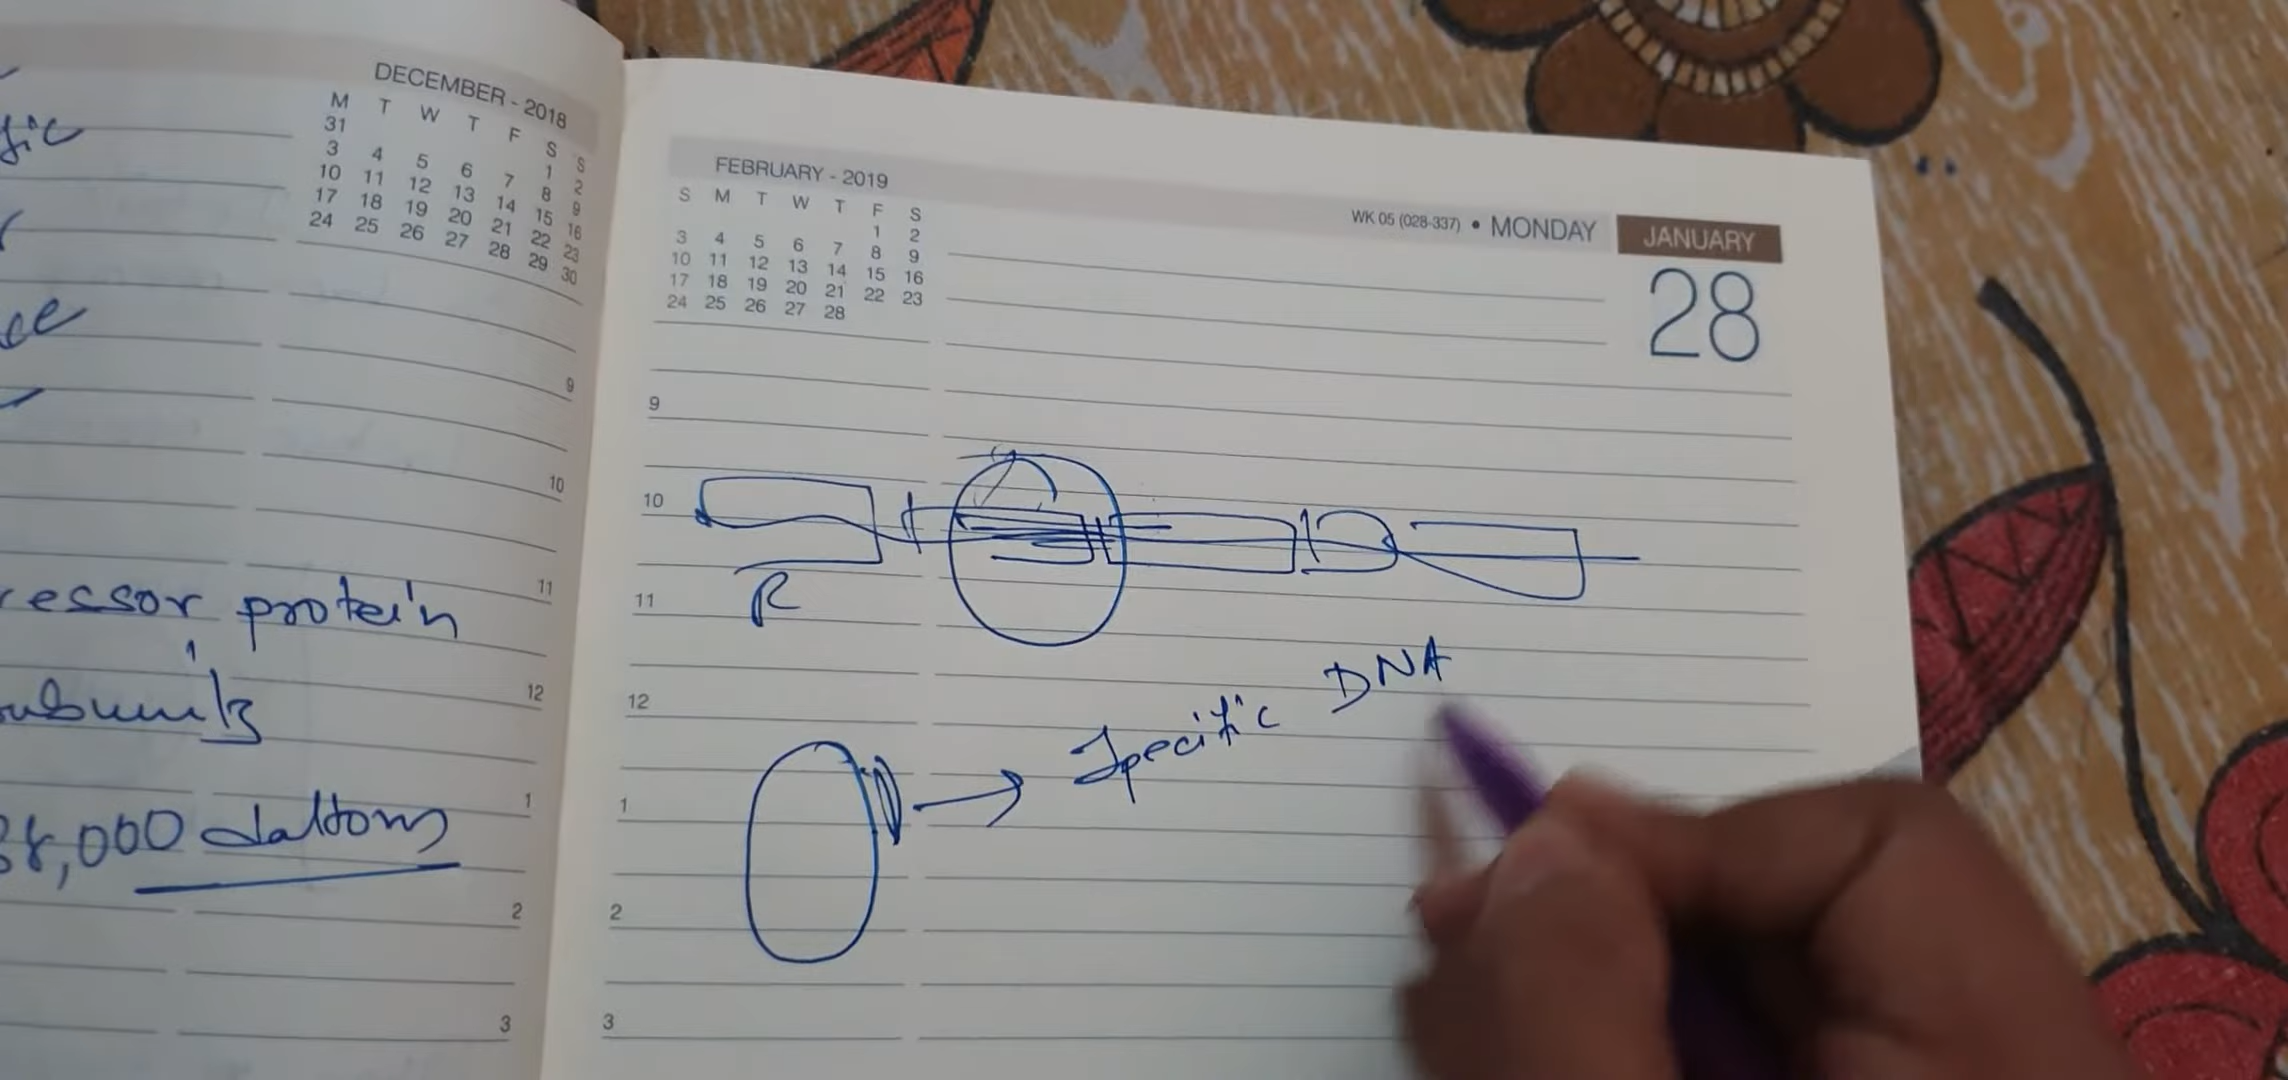 DECEMBER - 2018
M T W T F S S
31 1 2
3 4 5 6 7 8 9
10 11 12 13 14 15 16
17 18 19 20 21 22 23
24 25 26 27 28 29 30
9
10
11
protein
12
1
38,000 daltons
2
3
FEBRUARY - 2019
S M T W T F S
1 2
3 4 5 6 7 8 9
10 11 12 13 14 15 16
17 18 19 20 21 22 23
24 25 26 27 28
WK 05 (028-337) • MONDAY
JANUARY
28
9
10
R
11
12
Specific DNA
1
2
3